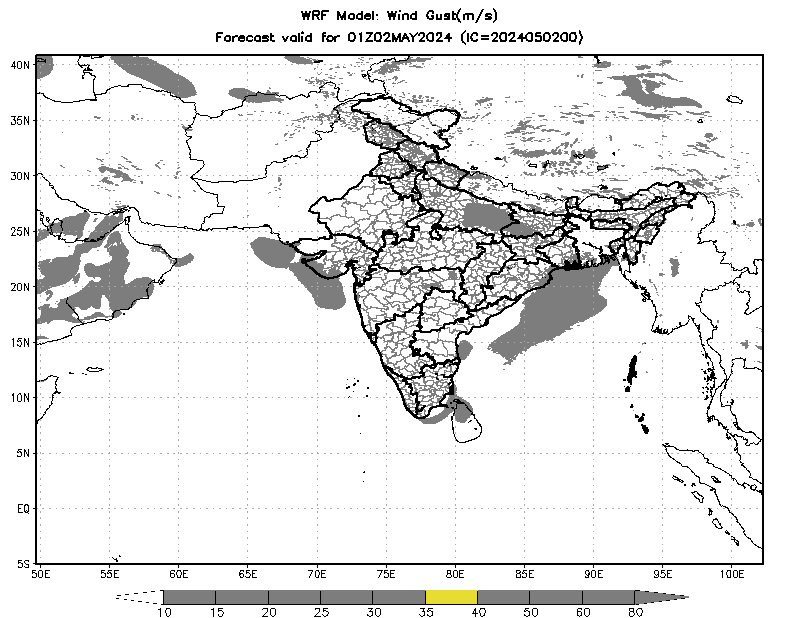 WRF Model: Wind Gust(m/s)
Forecast valid for 01Z02MAY2024 (IC=2024050200)
40N
35N
30N
25N
20N
15N
10N
5N
EQ
5S
50E 55E 60E 65E 70E 75E 80E 85E 90E 95E 100E
10 15 20 25 30 35 40 50 60 80